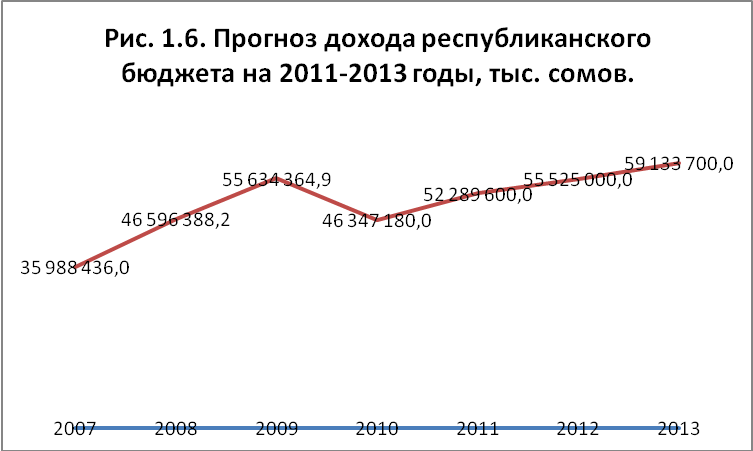 Рис. 1.6. Прогноз дохода республиканского
бюджета на 2011-2013 годы, тыс. сомов.
35 988 436,0
46 596 388,2
55 634 364,9
46 347 180,0
52 289 600,0
55 525 000,0
59 133 700,0
2007 2008 2009 2010 2011 2012 2013